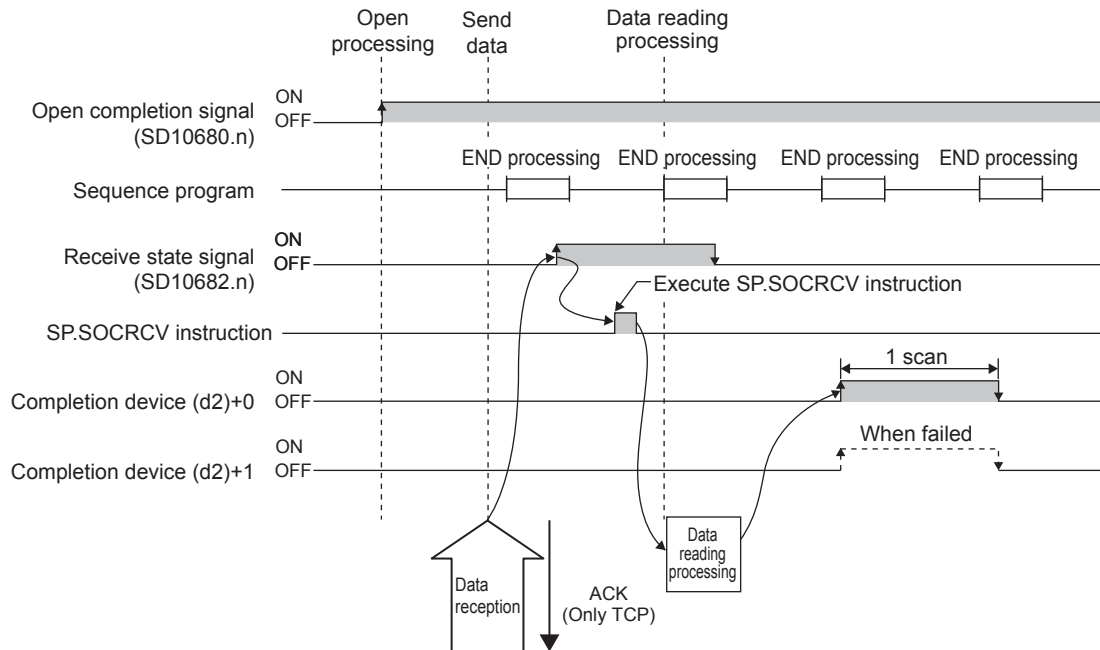 Open
processing
Send
data
Data reading
processing
Open completion signal
(SD10680.n)
ON
OFF
END processing
END processing
END processing
END processing
Sequence program
Receive state signal
(SD10682.n)
ON
OFF
Execute SP.SOCRCV instruction
SP.SOCRCV instruction
1 scan
Completion device (d2)+0
ON
OFF
When failed
Completion device (d2)+1
ON
OFF
Data
reading
processing
Data
reception
ACK
(Only TCP)